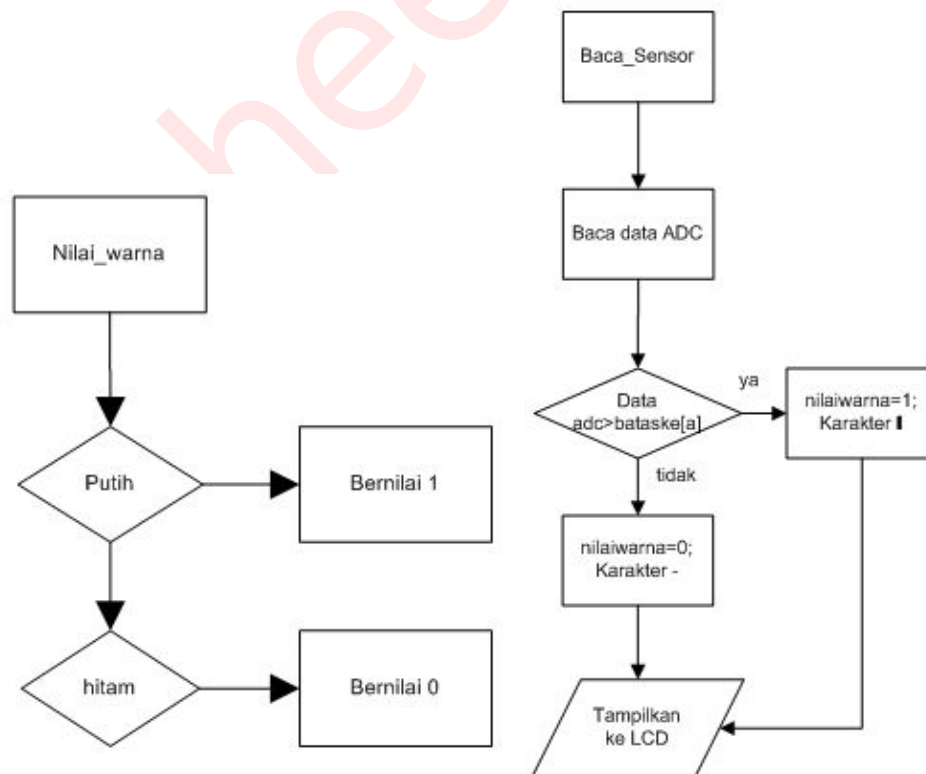 Nilai_warna
Putih
Bernilai 1
hitam
Bernilai 0
Baca_Sensor
Baca data ADC
Data
adc>bataske[a]
ya
nilaiwarna=1;
Karakter
tidak
nilaiwarna=0;
Karakter -
Tampilkan
ke LCD